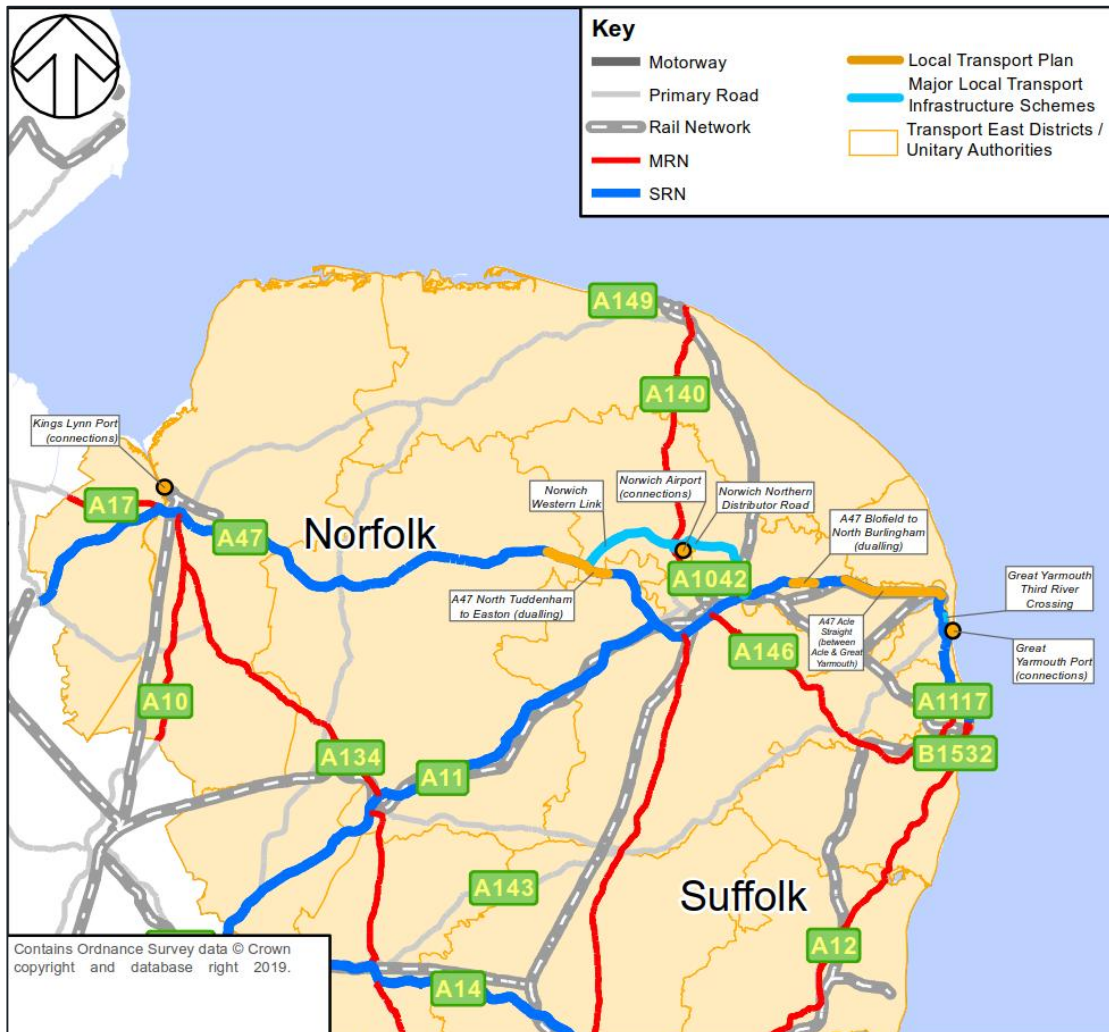 Key
Motorway
Primary Road
Rail Network
MRN
SRN
Local Transport Plan
Major Local Transport
Infrastructure Schemes
Transport East Districts /
Unitary Authorities
A149
A140
Kings Lynn Port
(connections)
A17
A47
Norfolk
Norwich
Western Link
Norwich Airport
(connections)
Norwich Northern
Distributor Road
A47 Blofield to
North Burlingham
(dualling)
A1042
A47 North Tuddenham
to Easton (dualling)
Great Yarmouth
Third River
Crossing
A47 Acle
Straight
(between
Acle & Great
Yarmouth)
Great
Yarmouth Port
(connections)
A146
A10
A1117
B1532
A134
A11
A143
Suffolk
A12
A14
Contains Ordnance Survey data © Crown
copyright and database right 2019.